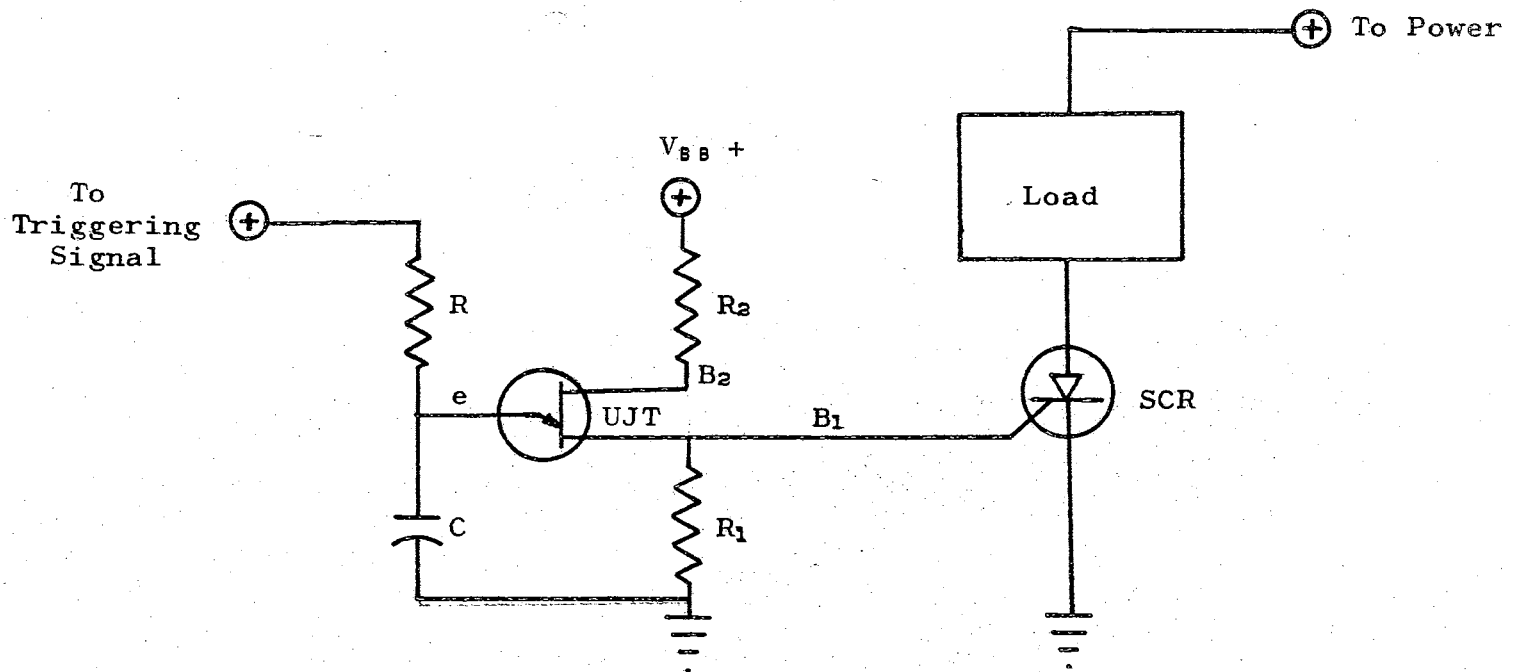 To Power
V_BB +
To
Triggering
Signal
Load
R
R₂
B₂
e
UJT
B₁
SCR
C
R₁